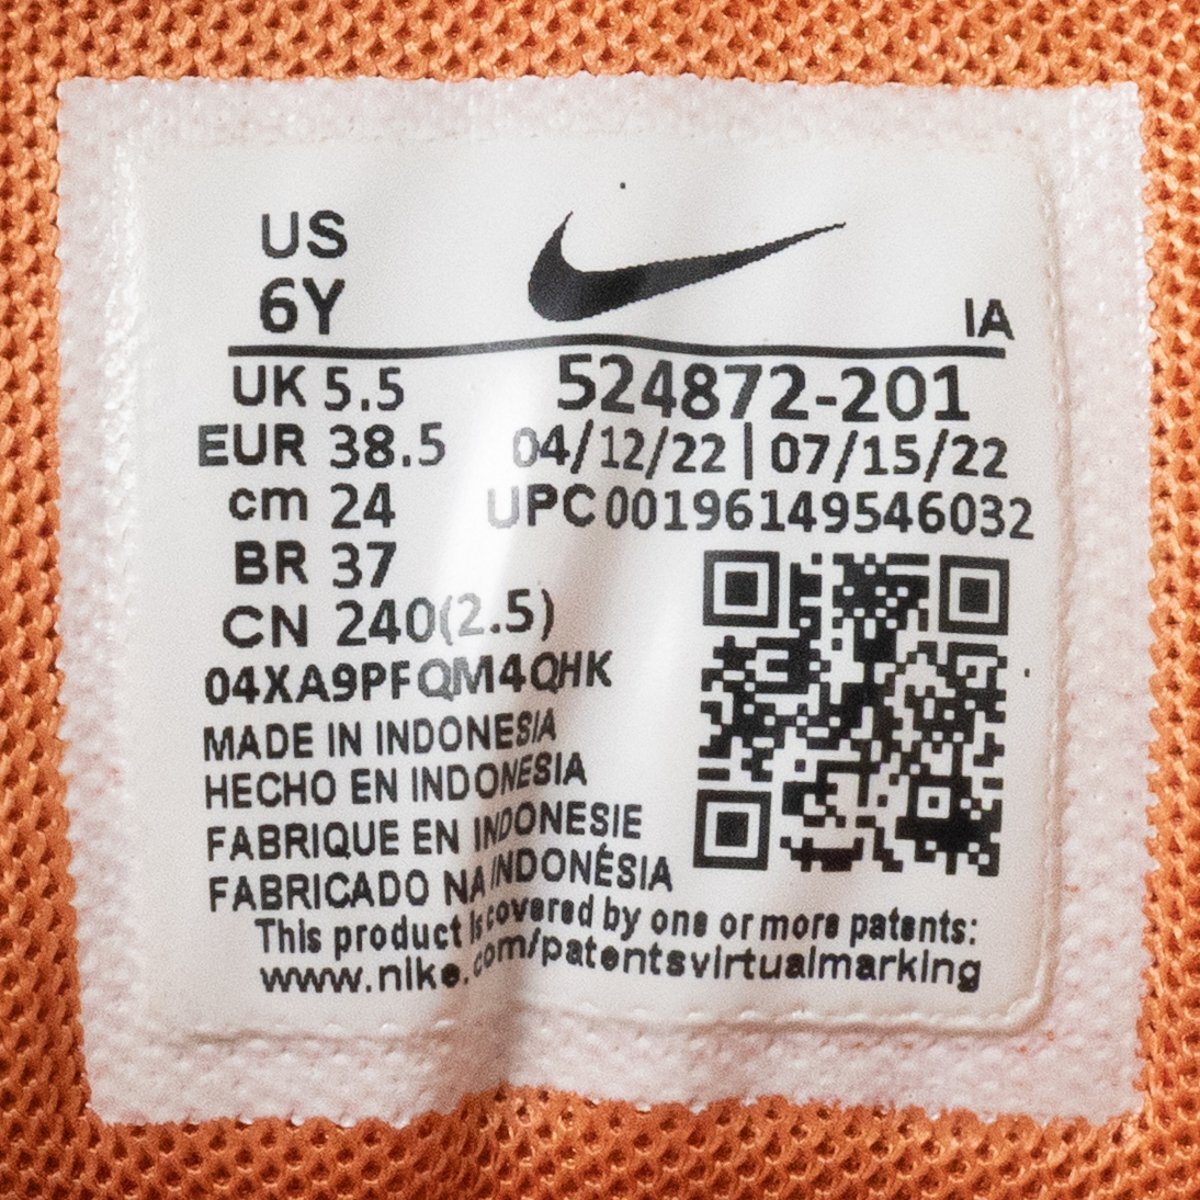 US
6Y
IA
UK 5.5
524872-201
EUR 38.5
04/12/22 | 07/15/22
cm 24
UPC00196149546032
BR 37
CN 240(2.5)
04XA9PFQM4QHK
MADE IN INDONESIA
HECHO EN INDONESIA
FABRIQUE EN INDONESIE
FABRICADO NA INDONÉSIA
This product is covered by one or more patents:
www.nike.com/patentsvirtualmarking